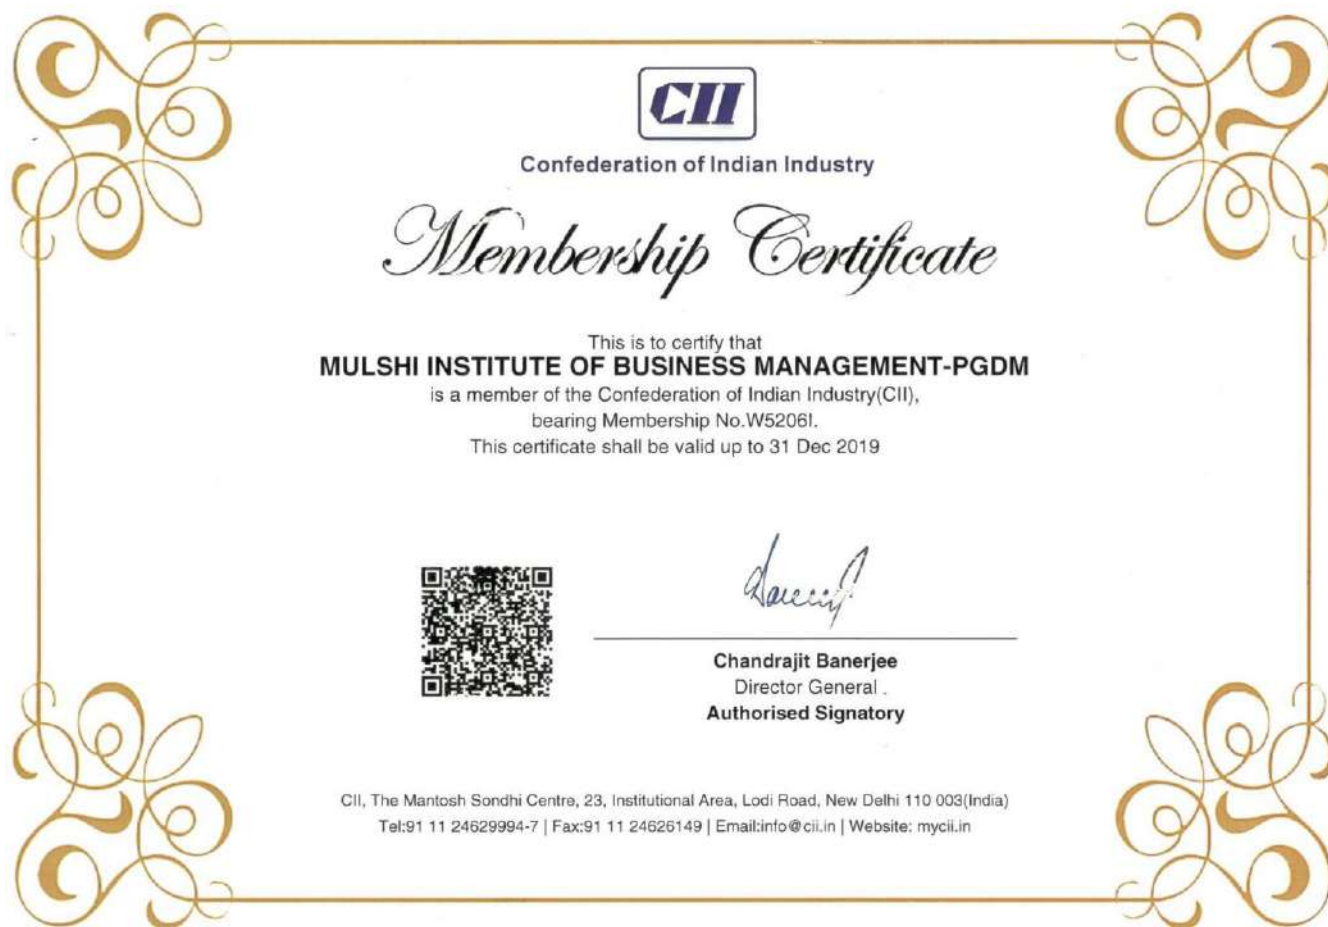 CII
Confederation of Indian Industry
Membership Certificate
This is to certify that
MULSHI INSTITUTE OF BUSINESS MANAGEMENT-PGDM
is a member of the Confederation of Indian Industry(CII),
bearing Membership No.W5206I.
This certificate shall be valid up to 31 Dec 2019
Chandrajit Banerjee
Director General
Authorised Signatory
CII, The Mantosh Sondhi Centre, 23, Institutional Area, Lodi Road, New Delhi 110 003(India)
Tel:91 11 24629994-7 | Fax:91 11 24626149 | Email:info@cii.in | Website: mycii.in